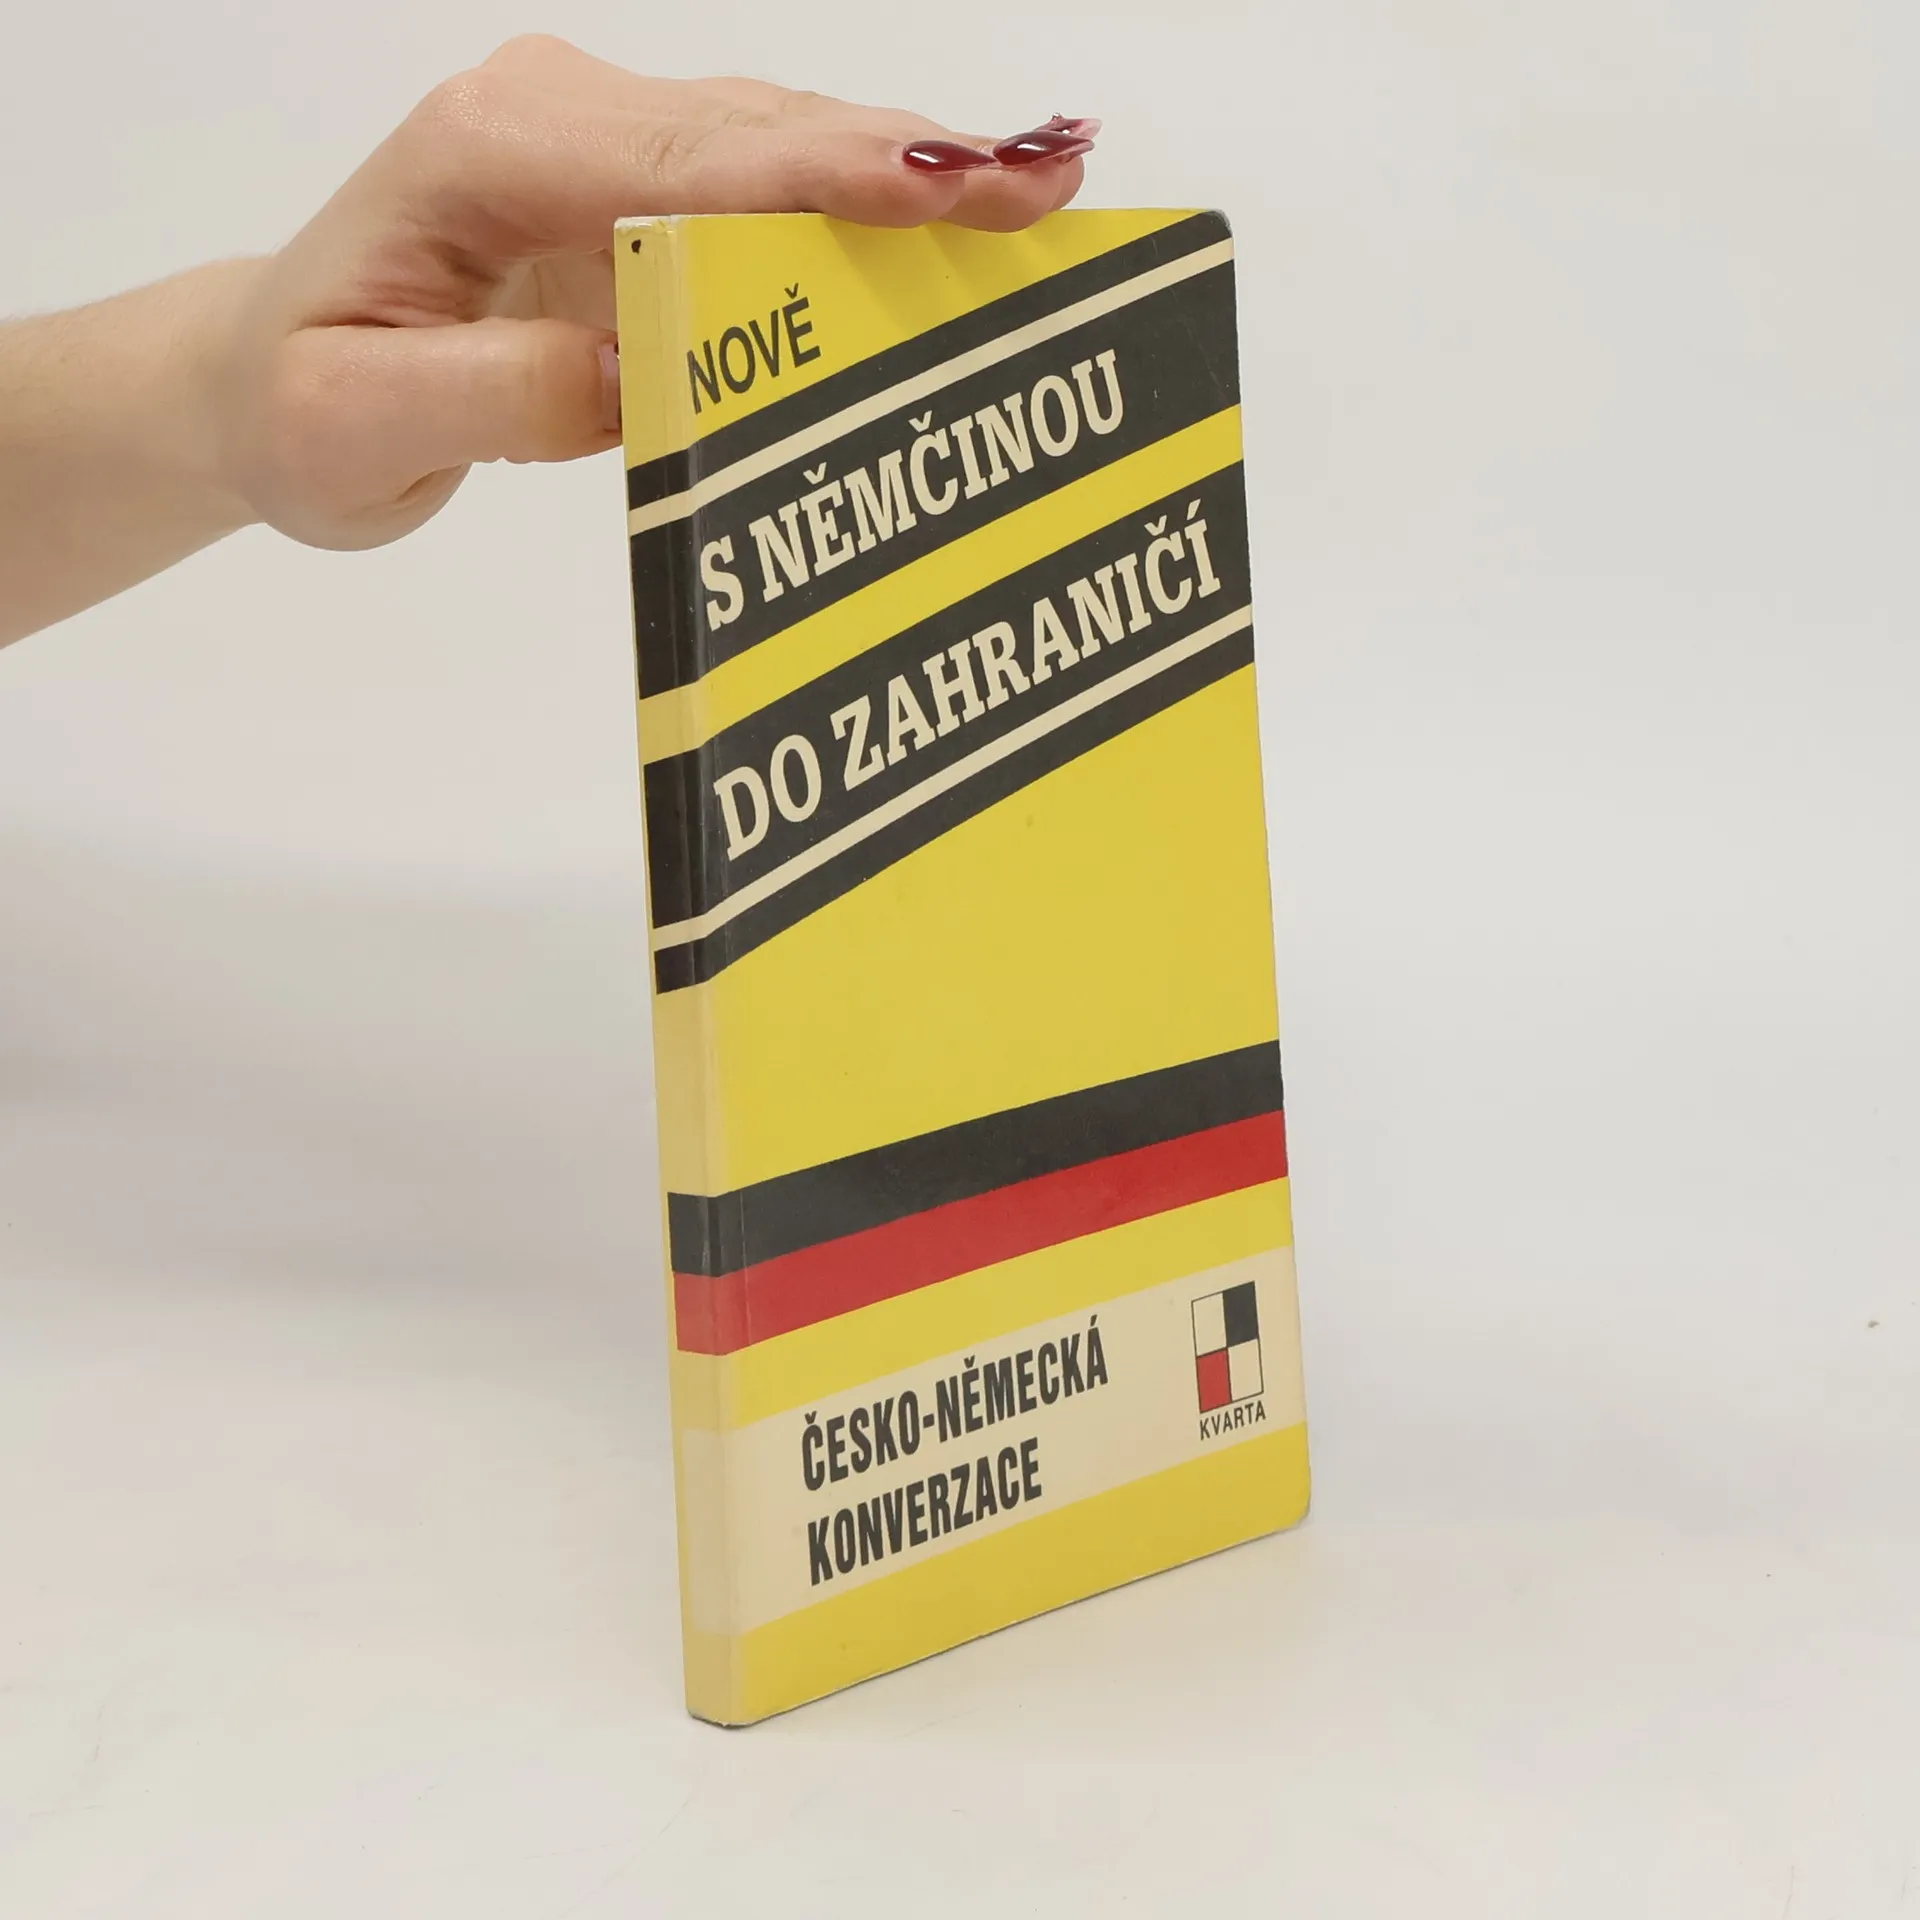 NOVĚ
S NĚMČINOU
DO ZAHRANIČÍ
ČESKO-NĚMECKÁ
KONVERZACE
KVARTA